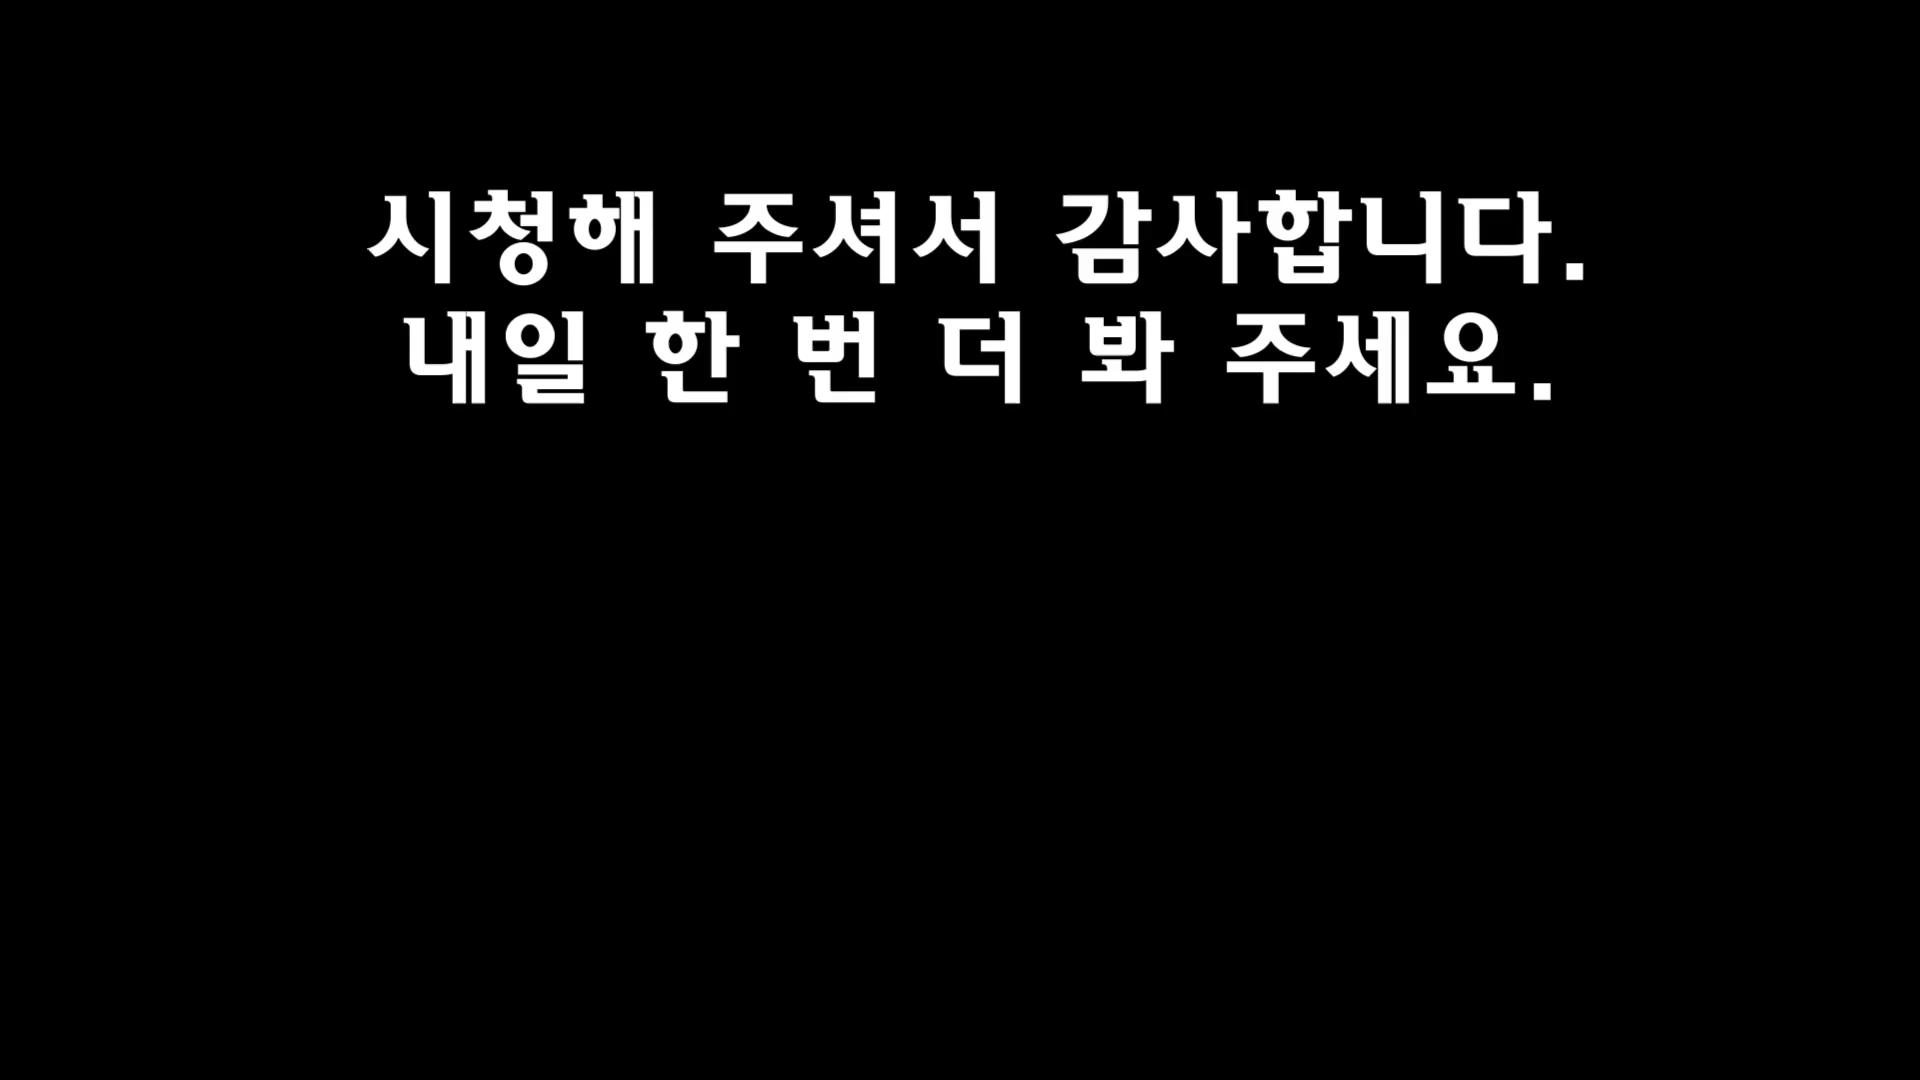 시청해 주셔서 감사합니다.
내일 한 번 더 봐 주세요.